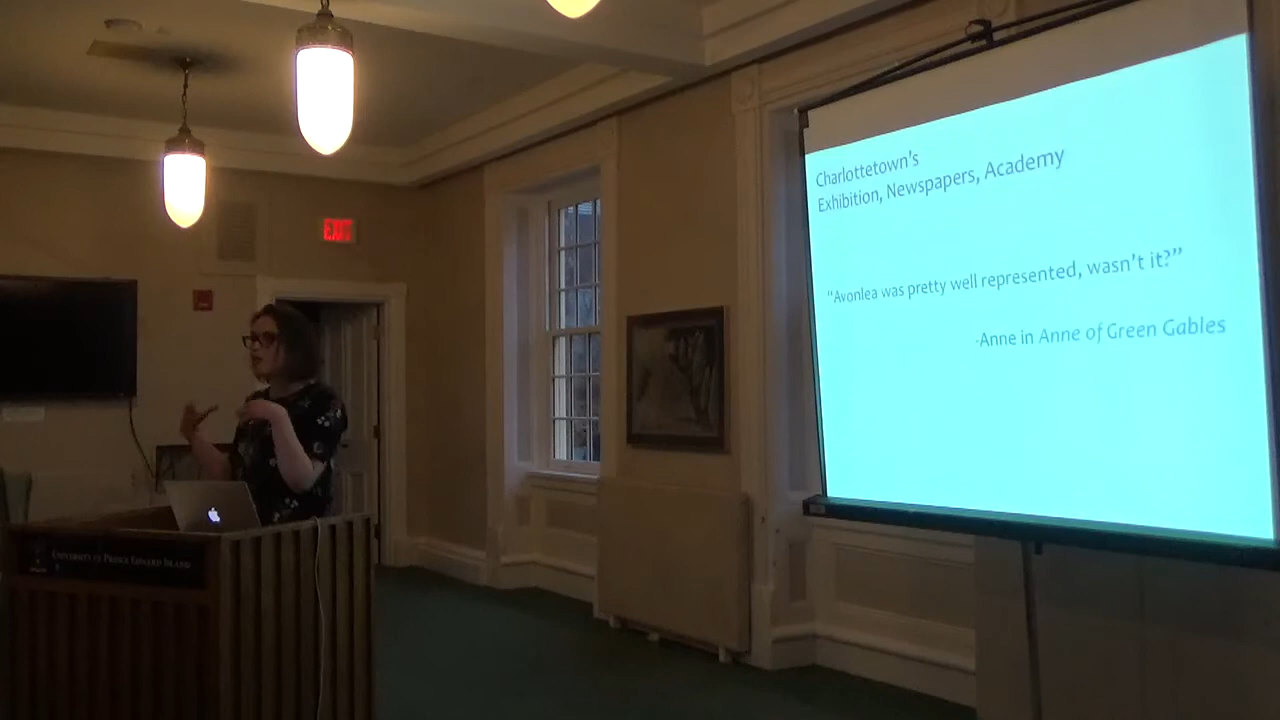 Charlottetown's
Exhibition, Newspapers, Academy
"Avonlea was pretty well represented, wasn't it?"
-Anne in Anne of Green Gables
EXIT
University of Prince Edward Island